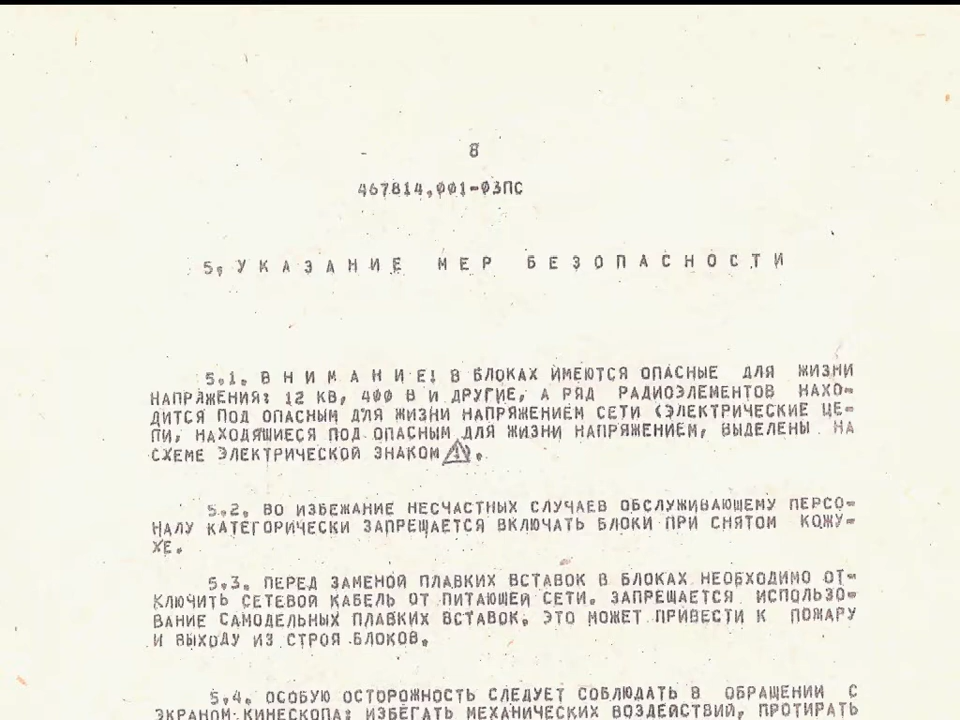 8
467814.001-03ПС
5. У К А З А Н И Е М Е Р Б Е З О П А С Н О С Т И
5.1. В Н И М А Н И Е! В БЛОКАХ ИМЕЮТСЯ ОПАСНЫЕ ДЛЯ ЖИЗНИ
НАПРЯЖЕНИЯ: 12 КВ, 400 В И ДРУГИЕ, А РЯД РАДИОЭЛЕМЕНТОВ НАХО-
ДИТСЯ ПОД ОПАСНЫМ ДЛЯ ЖИЗНИ НАПРЯЖЕНИЕМ СЕТИ (ЭЛЕКТРИЧЕСКИЕ ЦЕ-
ПИ, НАХОДЯЩИЕСЯ ПОД ОПАСНЫМ ДЛЯ ЖИЗНИ НАПРЯЖЕНИЕМ, ВЫДЕЛЕНЫ НА
СХЕМЕ ЭЛЕКТРИЧЕСКОЙ ЗНАКОМ ⚠).
5.2. ВО ИЗБЕЖАНИЕ НЕСЧАСТНЫХ СЛУЧАЕВ ОБСЛУЖИВАЮЩЕМУ ПЕРСО-
НАЛУ КАТЕГОРИЧЕСКИ ЗАПРЕЩАЕТСЯ ВКЛЮЧАТЬ БЛОКИ ПРИ СНЯТОМ КОЖУ-
ХЕ.
5.3. ПЕРЕД ЗАМЕНОЙ ПЛАВКИХ ВСТАВОК В БЛОКАХ НЕОБХОДИМО ОТ-
КЛЮЧИТЬ СЕТЕВОЙ КАБЕЛЬ ОТ ПИТАЮЩЕЙ СЕТИ. ЗАПРЕЩАЕТСЯ ИСПОЛЬЗО-
ВАНИЕ САМОДЕЛЬНЫХ ПЛАВКИХ ВСТАВОК. ЭТО МОЖЕТ ПРИВЕСТИ К ПОЖАРУ
И ВЫХОДУ ИЗ СТРОЯ БЛОКОВ.
5.4. ОСОБУЮ ОСТОРОЖНОСТЬ СЛЕДУЕТ СОБЛЮДАТЬ В ОБРАЩЕНИИ С
ЭКРАНОМ КИНЕСКОПА: ИЗБЕГАТЬ МЕХАНИЧЕСКИХ ВОЗДЕЙСТВИЙ, ПРОТИРАТЬ